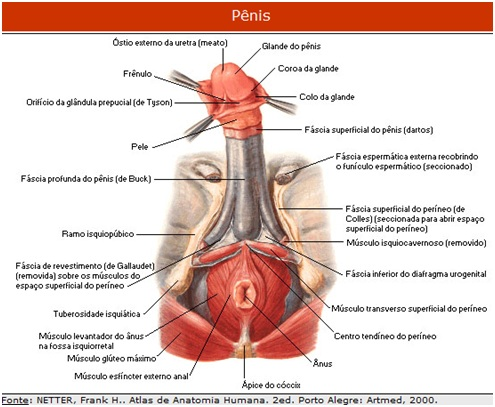 Pênis
Óstio externo da uretra (meato)
Glande do pênis
Frênulo
Coroa da glande
Orifício da glândula prepucial (de Tyson)
Colo da glande
Pele
Fáscia superficial do pênis (dartos)
Fáscia espermática externa recobrindo
o funículo espermático (seccionado)
Fáscia profunda do pênis (de Buck)
Fáscia superficial do períneo (de
Colles) (seccionada para abrir espaço
superficial do períneo)
Ramo isquiopúbico
Músculo isquiocavernoso (removido)
Fáscia de revestimento (de Gallaudet)
(removida) sobre os músculos do
espaço superficial do períneo
Fáscia inferior do diafragma urogenital
Tuberosidade isquiática
Músculo transverso superficial do períneo
Músculo levantador do ânus
na fossa isquiorretal
Centro tendíneo do períneo
Músculo glúteo máximo
Ânus
Músculo esfíncter externo anal
Ápice do cóccix
Fonte: NETTER, Frank H.. Atlas de Anatomia Humana. 2ed. Porto Alegre: Artmed, 2000.